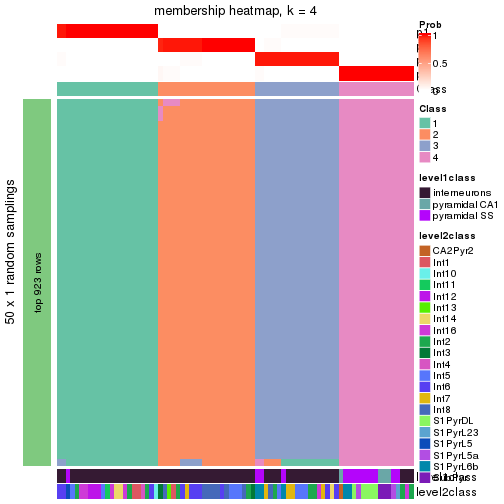 membership heatmap, k = 4
50 x 1 random samplings
top 923 rows
p1
Prob
1
0.5
0
Class
1
2
3
4
level1class
interneurons
pyramidal CA1
pyramidal SS
level2class
CA2Pyr2
Int1
Int10
Int11
Int12
Int13
Int14
Int16
Int2
Int3
Int4
Int5
Int6
Int7
Int8
S1PyrDL
S1PyrL23
S1PyrL5
S1PyrL5a
S1PyrL6b
level2class